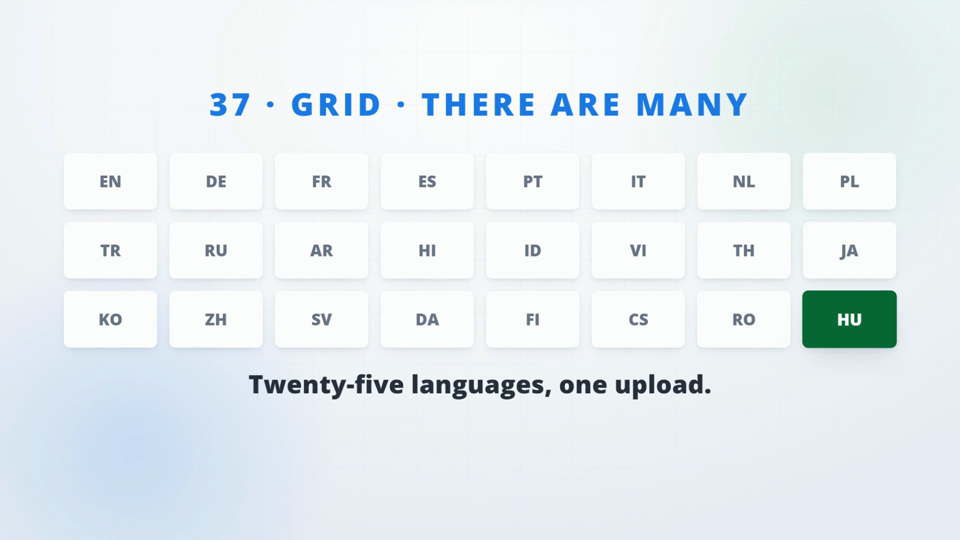 37 · GRID · THERE ARE MANY
EN DE FR ES PT IT NL PL
TR RU AR HI ID VI TH JA
KO ZH SV DA FI CS RO HU
Twenty-five languages, one upload.